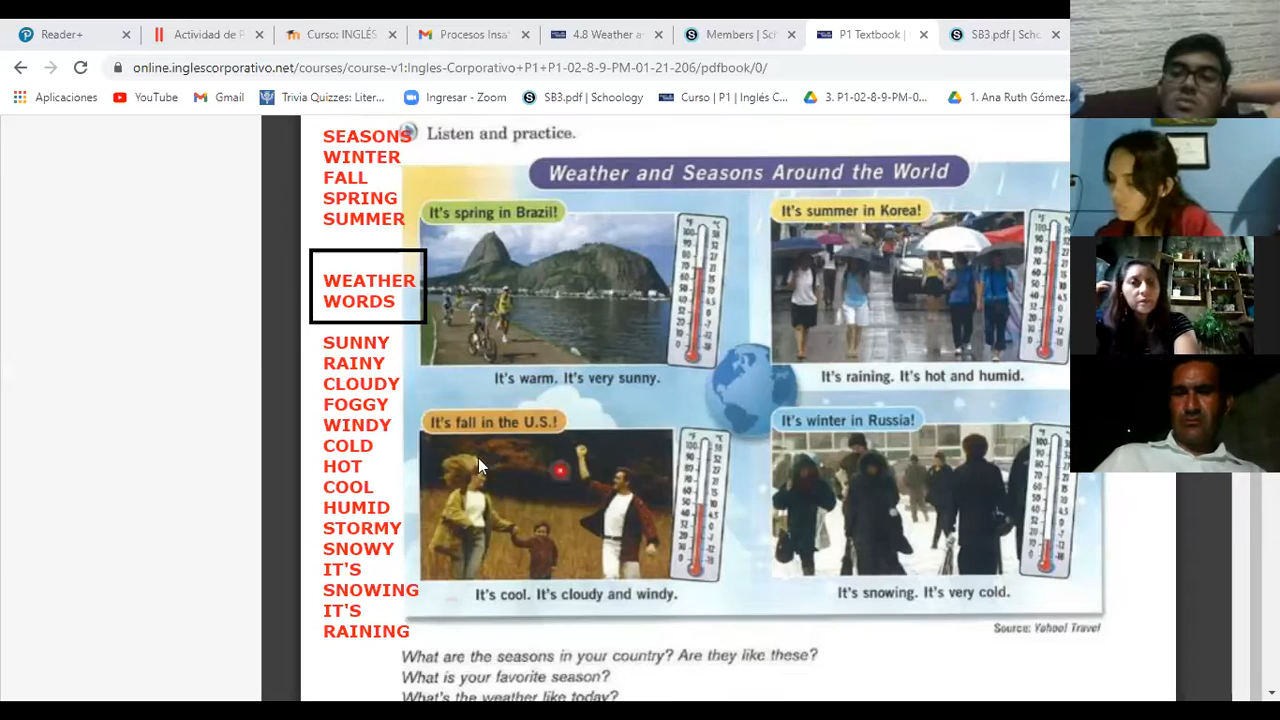 Reader+
Actividad de P
Curso: INGLÉS
Procesos Insa
4.8 Weather a
Members | Sch
P1 Textbook |
SB3.pdf | Scho
online.inglescorporativo.net/courses/course-v1:Ingles-Corporativo+P1+P1-02-8-9-PM-01-21-206/pdfbook/0/
Aplicaciones
YouTube
Gmail
Trivia Quizzes: Liter...
Ingresar - Zoom
SB3.pdf | Schoology
Curso | P1 | Inglés C...
3. P1-02-8-9-PM-0...
1. Ana Ruth Gómez...
SEASONS
WINTER
FALL
SPRING
SUMMER
WEATHER
WORDS
SUNNY
RAINY
CLOUDY
FOGGY
WINDY
COLD
HOT
COOL
HUMID
STORMY
SNOWY
IT'S
SNOWING
IT'S
RAINING
Listen and practice.
Weather and Seasons Around the World
It's spring in Brazil!
It's warm. It's very sunny.
It's summer in Korea!
It's raining. It's hot and humid.
It's fall in the U.S.!
It's cool. It's cloudy and windy.
It's winter in Russia!
It's snowing. It's very cold.
Source: Yahoo! Travel
What are the seasons in your country? Are they like these?
What is your favorite season?
What's the weather like today?